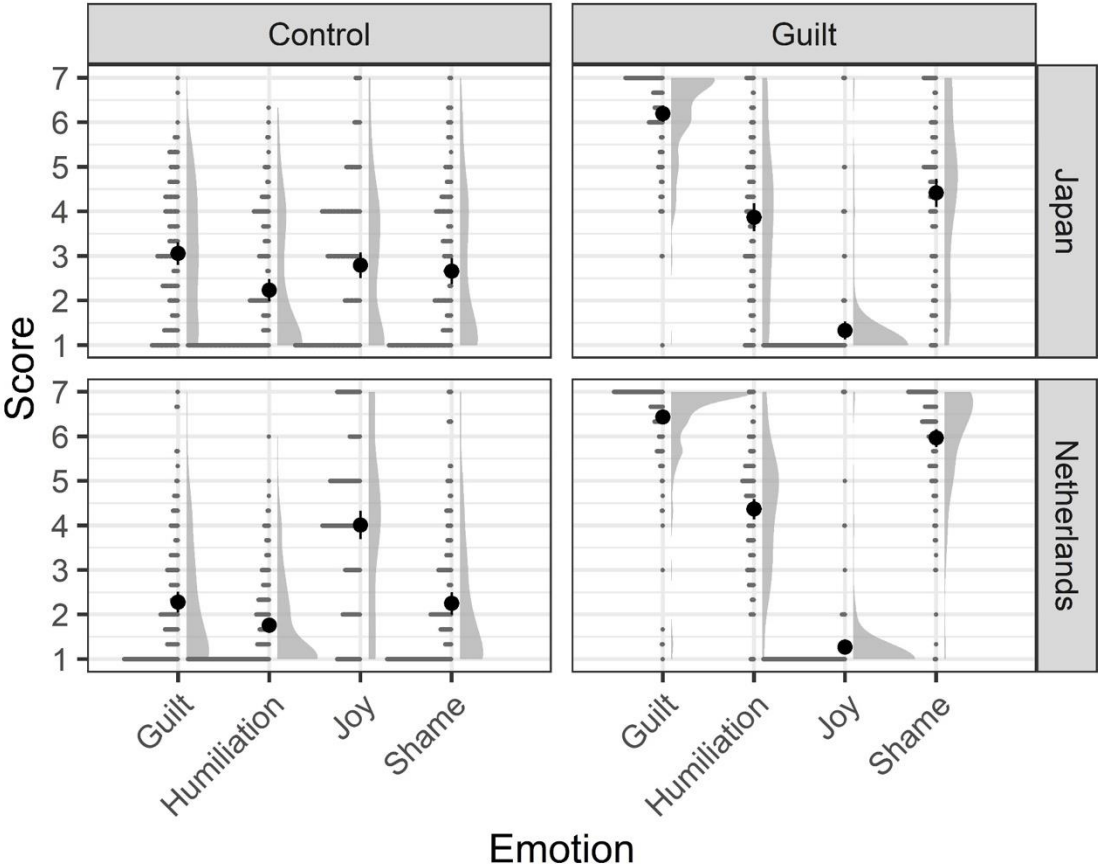 Control
Guilt
7
6
5
4
3
2
1
Japan
Score
7
6
5
4
3
2
1
Netherlands
Guilt
Humiliation
Joy
Shame
Guilt
Humiliation
Joy
Shame
Emotion